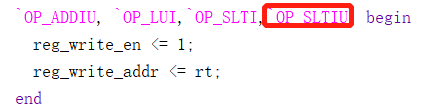 `OP_ADDIU, `OP_LUI,`OP_SLTI,`OP_SLTIU begin
reg_write_en <= 1;
reg_write_addr <= rt;
end